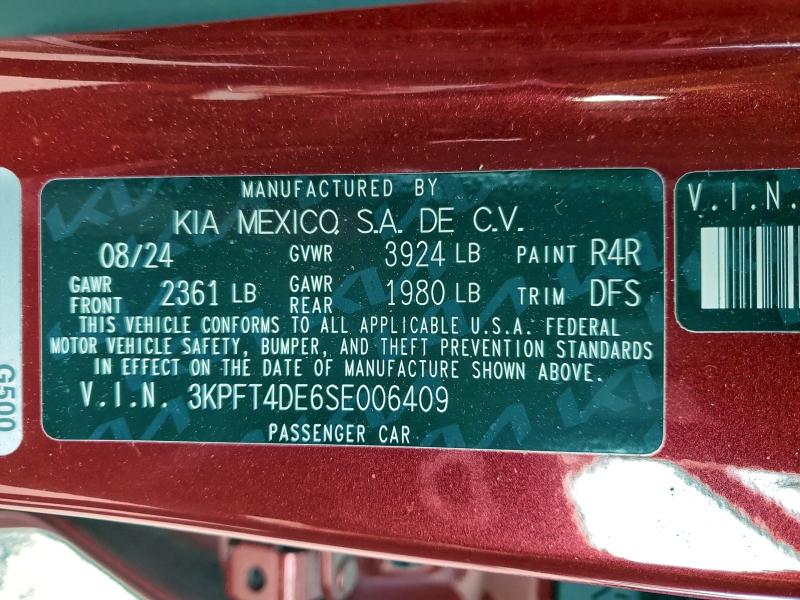 MANUFACTURED BY
KIA MEXICO, S.A. DE C.V.
08/24 GVWR 3924 LB PAINT R4R
GAWR FRONT 2361 LB GAWR REAR 1980 LB TRIM DFS
THIS VEHICLE CONFORMS TO ALL APPLICABLE U.S.A. FEDERAL
MOTOR VEHICLE SAFETY, BUMPER, AND THEFT PREVENTION STANDARDS
IN EFFECT ON THE DATE OF MANUFACTURE SHOWN ABOVE.
V.I.N. 3KPFT4DE6SE006409
PASSENGER CAR
V.I.N.
G500